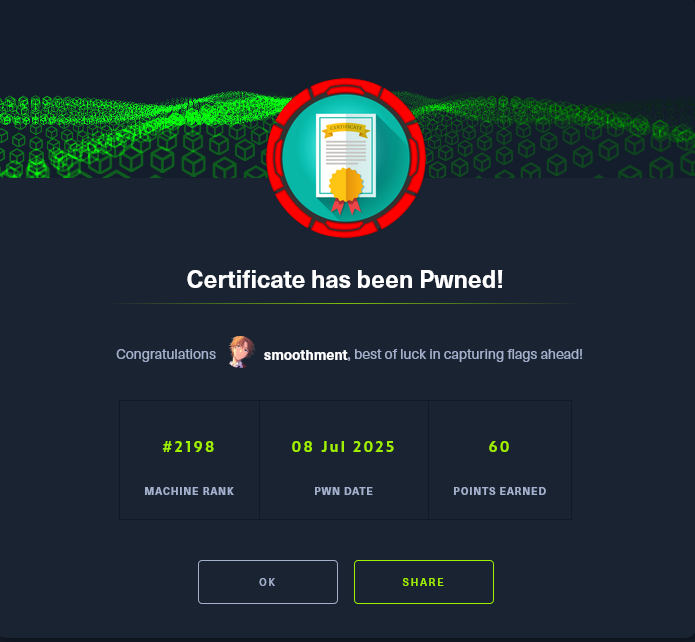 CERTIFICATE
Certificate has been Pwned!
Congratulations smoothment, best of luck in capturing flags ahead!
#2198 08 Jul 2025 60
MACHINE RANK PWN DATE POINTS EARNED
OK SHARE